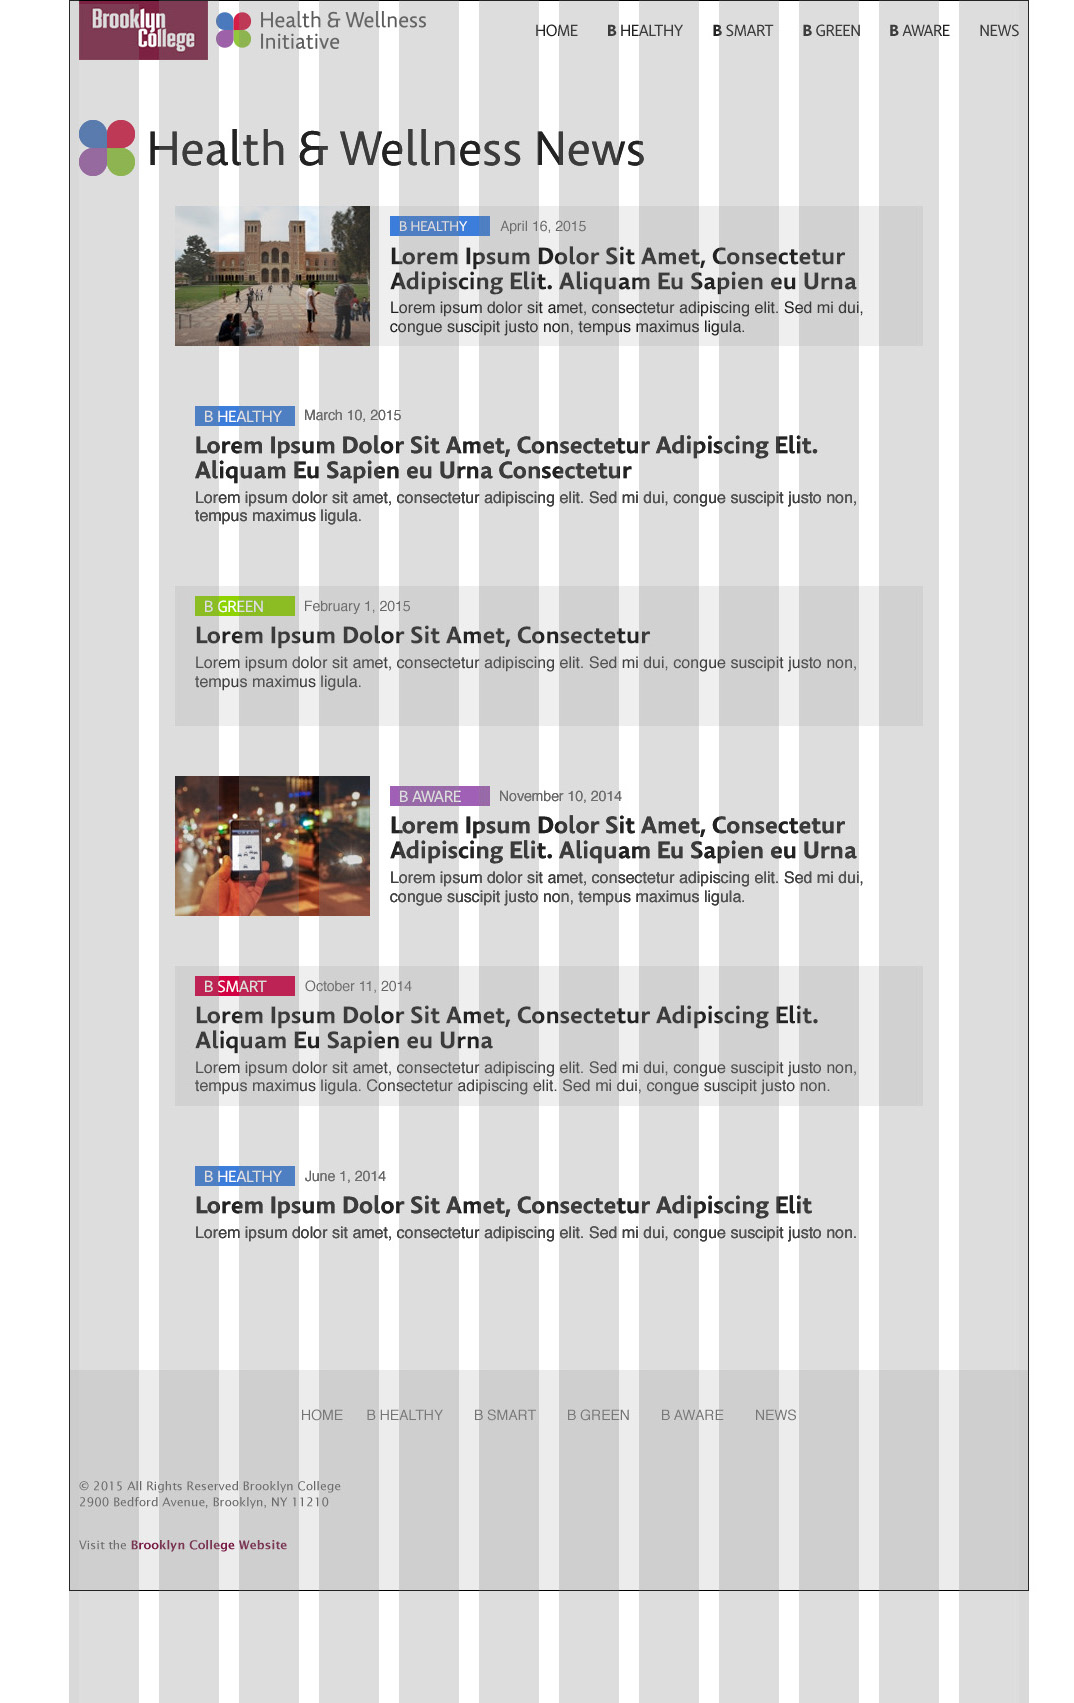 Brooklyn College
Health & Wellness
Initiative
HOME B HEALTHY B SMART B GREEN B AWARE NEWS
Health & Wellness News
B HEALTHY April 16, 2015
Lorem Ipsum Dolor Sit Amet, Consectetur
Adipiscing Elit. Aliquam Eu Sapien eu Urna
Lorem ipsum dolor sit amet, consectetur adipiscing elit. Sed mi dui,
congue suscipit justo non, tempus maximus ligula.
B HEALTHY March 10, 2015
Lorem Ipsum Dolor Sit Amet, Consectetur Adipiscing Elit.
Aliquam Eu Sapien eu Urna Consectetur
Lorem ipsum dolor sit amet, consectetur adipiscing elit. Sed mi dui, congue suscipit justo non,
tempus maximus ligula.
B GREEN February 1, 2015
Lorem Ipsum Dolor Sit Amet, Consectetur
Lorem ipsum dolor sit amet, consectetur adipiscing elit. Sed mi dui, congue suscipit justo non,
tempus maximus ligula.
B AWARE November 10, 2014
Lorem Ipsum Dolor Sit Amet, Consectetur
Adipiscing Elit. Aliquam Eu Sapien eu Urna
Lorem ipsum dolor sit amet, consectetur adipiscing elit. Sed mi dui,
congue suscipit justo non, tempus maximus ligula.
B SMART October 11, 2014
Lorem Ipsum Dolor Sit Amet, Consectetur Adipiscing Elit.
Aliquam Eu Sapien eu Urna
Lorem ipsum dolor sit amet, consectetur adipiscing elit. Sed mi dui, congue suscipit justo non,
tempus maximus ligula. Consectetur adipiscing elit. Sed mi dui, congue suscipit justo non.
B HEALTHY June 1, 2014
Lorem Ipsum Dolor Sit Amet, Consectetur Adipiscing Elit
Lorem ipsum dolor sit amet, consectetur adipiscing elit. Sed mi dui, congue suscipit justo non.
HOME B HEALTHY B SMART B GREEN B AWARE NEWS
© 2015 All Rights Reserved Brooklyn College
2900 Bedford Avenue, Brooklyn, NY 11210
Visit the Brooklyn College Website